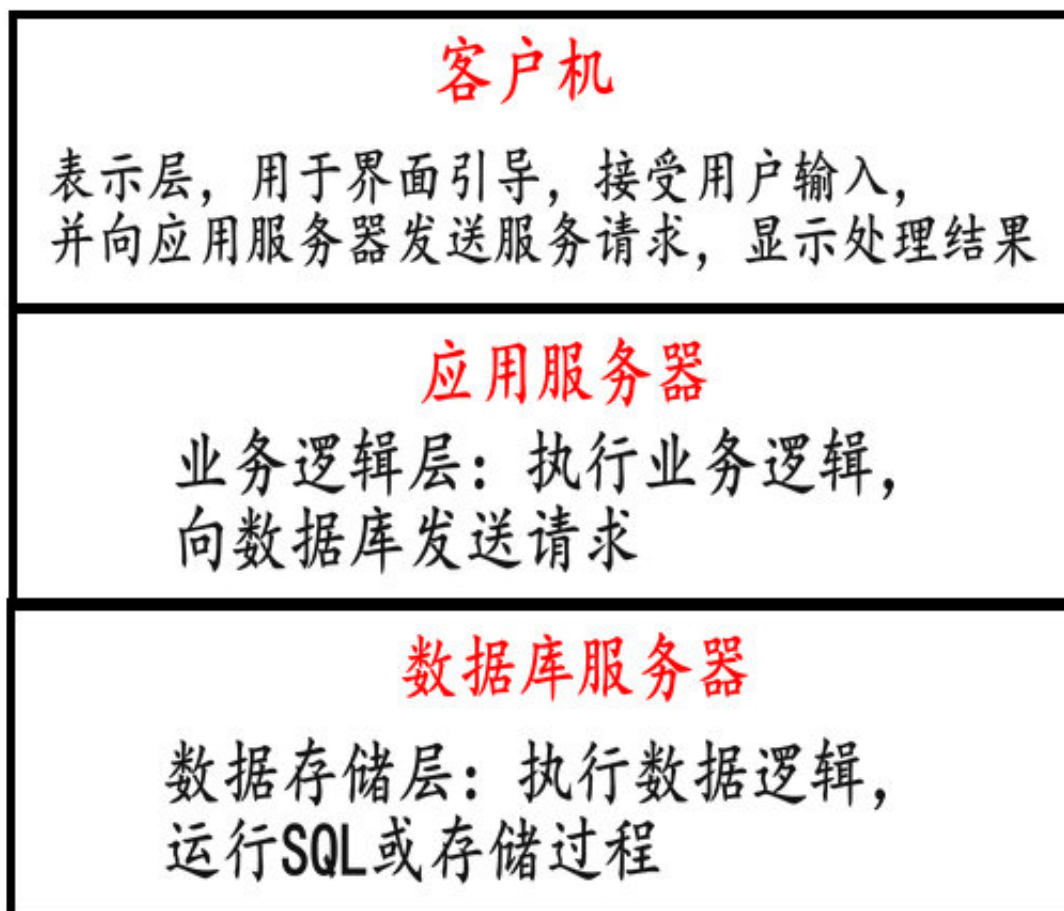 客户机
表示层，用于界面引导，接受用户输入，
并向应用服务器发送服务请求，显示处理结果
应用服务器
业务逻辑层：执行业务逻辑，
向数据库发送请求
数据库服务器
数据存储层：执行数据逻辑，
运行SQL或存储过程